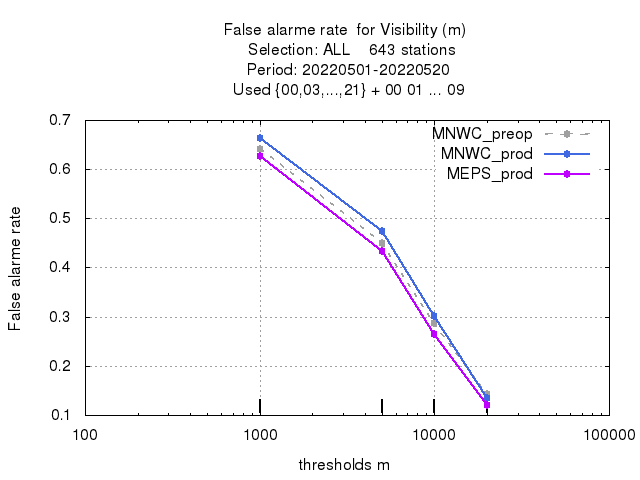 False alarme rate for Visibility (m)
Selection: ALL 643 stations
Period: 20220501-20220520
Used {00,03,...,21} + 00 01 ... 09
MNWC_preop
MNWC_prod
MEPS_prod
False alarme rate
0.7
0.6
0.5
0.4
0.3
0.2
0.1
100 1000 10000 100000
thresholds m